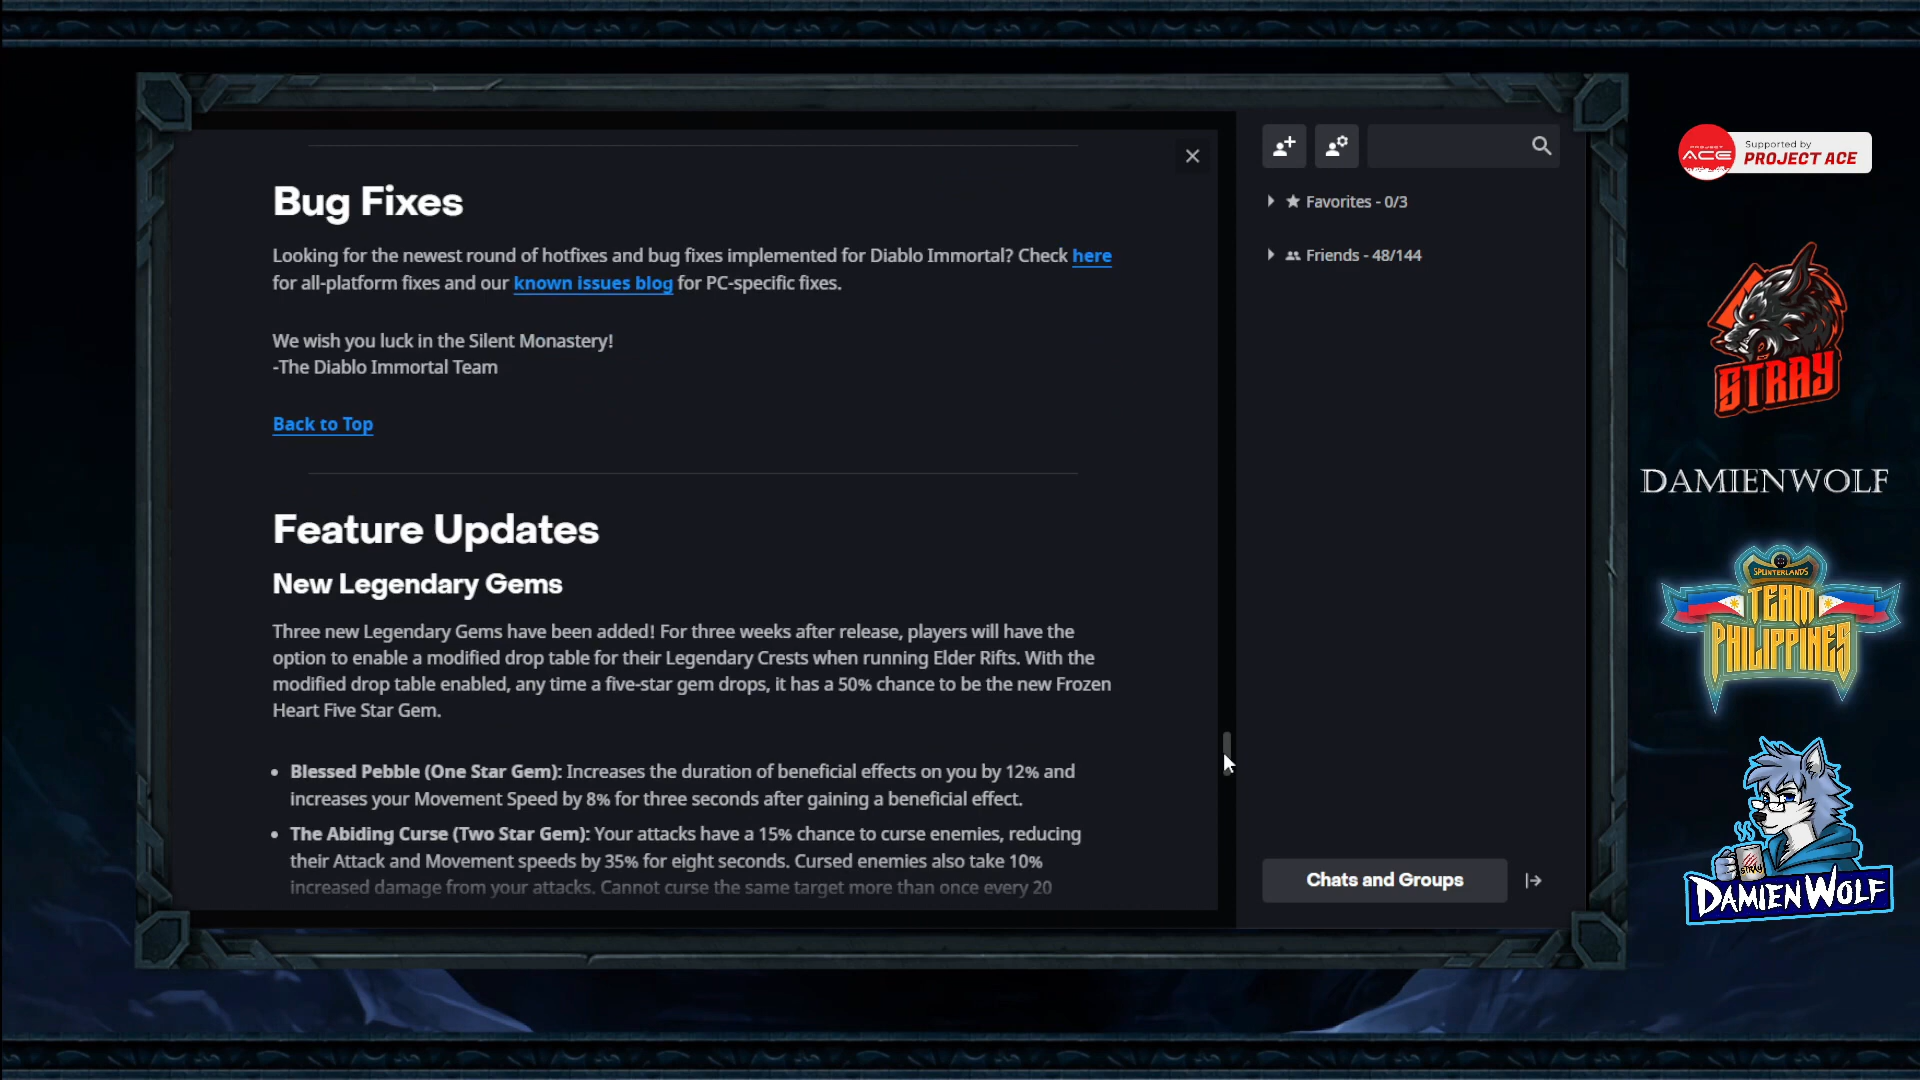 Bug Fixes
Looking for the newest round of hotfixes and bug fixes implemented for Diablo Immortal? Check here
for all-platform fixes and our known issues blog for PC-specific fixes.
We wish you luck in the Silent Monastery!
-The Diablo Immortal Team
Back to Top
Feature Updates
New Legendary Gems
Three new Legendary Gems have been added! For three weeks after release, players will have the
option to enable a modified drop table for their Legendary Crests when running Elder Rifts. With the
modified drop table enabled, any time a five-star gem drops, it has a 50% chance to be the new Frozen
Heart Five Star Gem.
Blessed Pebble (One Star Gem): Increases the duration of beneficial effects on you by 12% and
increases your Movement Speed by 8% for three seconds after gaining a beneficial effect.
The Abiding Curse (Two Star Gem): Your attacks have a 15% chance to curse enemies, reducing
their Attack and Movement speeds by 35% for eight seconds. Cursed enemies also take 10%
increased damage from your attacks. Cannot curse the same target more than once every 20
Favorites - 0/3
Friends - 48/144
Chats and Groups
PROJECT
ACE
Supported by
PROJECT ACE
STRAY
DAMIENWOLF
SPLINTERLANDS
TEAM
PHILIPPINES
STRAY
DAMIENWOLF